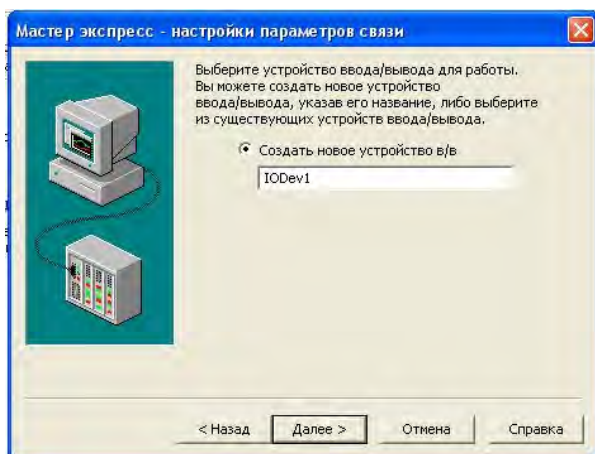 Мастер экспресс - настройки параметров связи
Выберите устройство ввода/вывода для работы.
Вы можете создать новое устройство
ввода/вывода, указав его название, либо выберите
из существующих устройств ввода/вывода.
Создать новое устройство в/в
IODev1
< Назад Далее > Отмена Справка